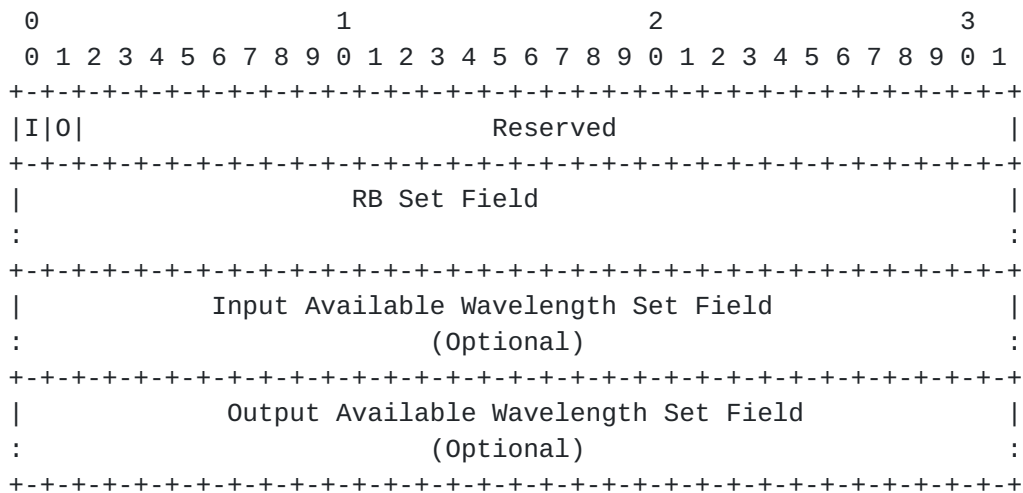 0                   1                   2                   3
 0 1 2 3 4 5 6 7 8 9 0 1 2 3 4 5 6 7 8 9 0 1 2 3 4 5 6 7 8 9 0 1
+-+-+-+-+-+-+-+-+-+-+-+-+-+-+-+-+-+-+-+-+-+-+-+-+-+-+-+-+-+-+-+-+
|I|O|                          Reserved                         |
+-+-+-+-+-+-+-+-+-+-+-+-+-+-+-+-+-+-+-+-+-+-+-+-+-+-+-+-+-+-+-+-+
|                     RB Set Field                              |
:                                                               :
+-+-+-+-+-+-+-+-+-+-+-+-+-+-+-+-+-+-+-+-+-+-+-+-+-+-+-+-+-+-+-+-+
|            Input Available Wavelength Set Field               |
:                          (Optional)                           :
+-+-+-+-+-+-+-+-+-+-+-+-+-+-+-+-+-+-+-+-+-+-+-+-+-+-+-+-+-+-+-+-+
|             Output Available Wavelength Set Field             |
:                          (Optional)                           :
+-+-+-+-+-+-+-+-+-+-+-+-+-+-+-+-+-+-+-+-+-+-+-+-+-+-+-+-+-+-+-+-+